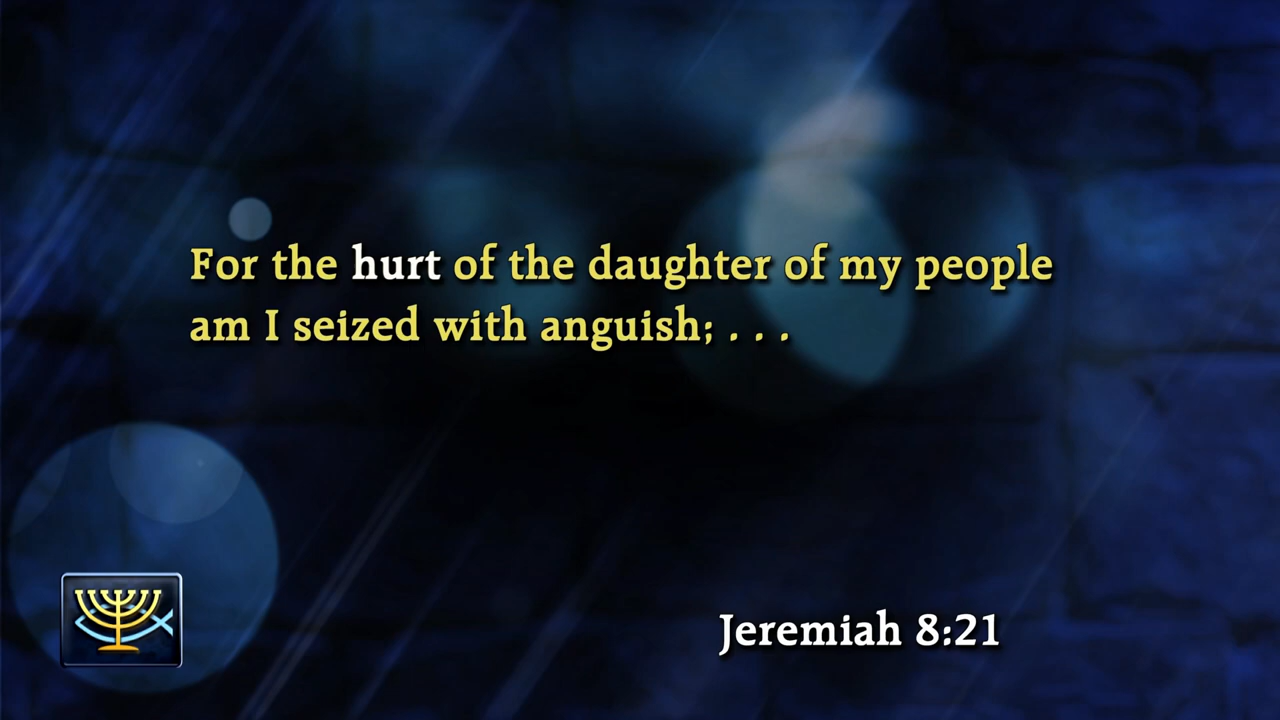 For the hurt of the daughter of my people
am I seized with anguish; . . .
Jeremiah 8:21